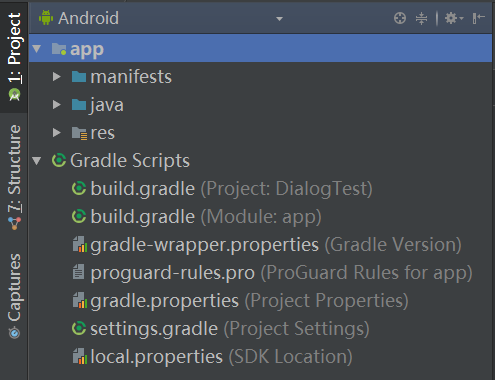 Android
app
manifests
java
res
Gradle Scripts
build.gradle (Project: DialogTest)
build.gradle (Module: app)
gradle-wrapper.properties (Gradle Version)
proguard-rules.pro (ProGuard Rules for app)
gradle.properties (Project Properties)
settings.gradle (Project Settings)
local.properties (SDK Location)
1: Project
7: Structure
Captures